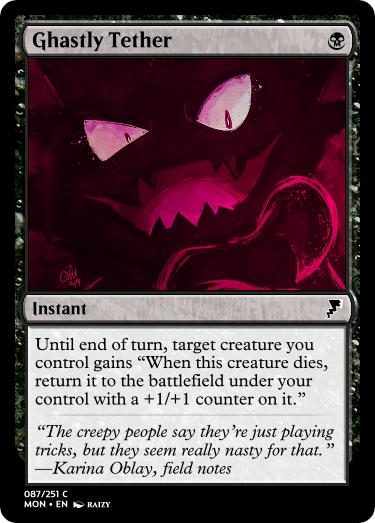 Ghastly Tether
Instant
Until end of turn, target creature you
control gains “When this creature dies,
return it to the battlefield under your
control with a +1/+1 counter on it.”
“The creepy people say they’re just playing
tricks, but they seem really nasty for that.”
—Karina Oblay, field notes
087/251 C
MON • EN RAIZY